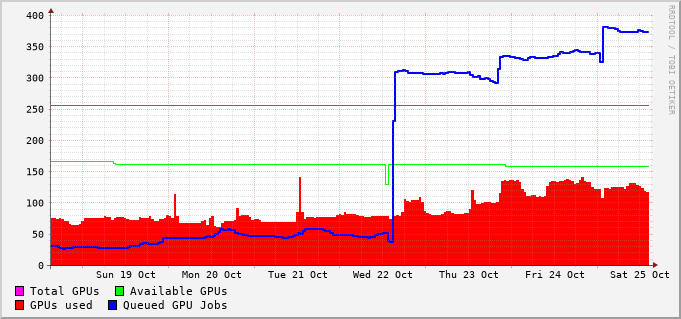 400
350
300
250
200
150
100
50
0
Sun 19 Oct Mon 20 Oct Tue 21 Oct Wed 22 Oct Thu 23 Oct Fri 24 Oct Sat 25 Oct
Total GPUs Available GPUs
GPUs used Queued GPU Jobs
RRDTOOL / TOBI OETIKER